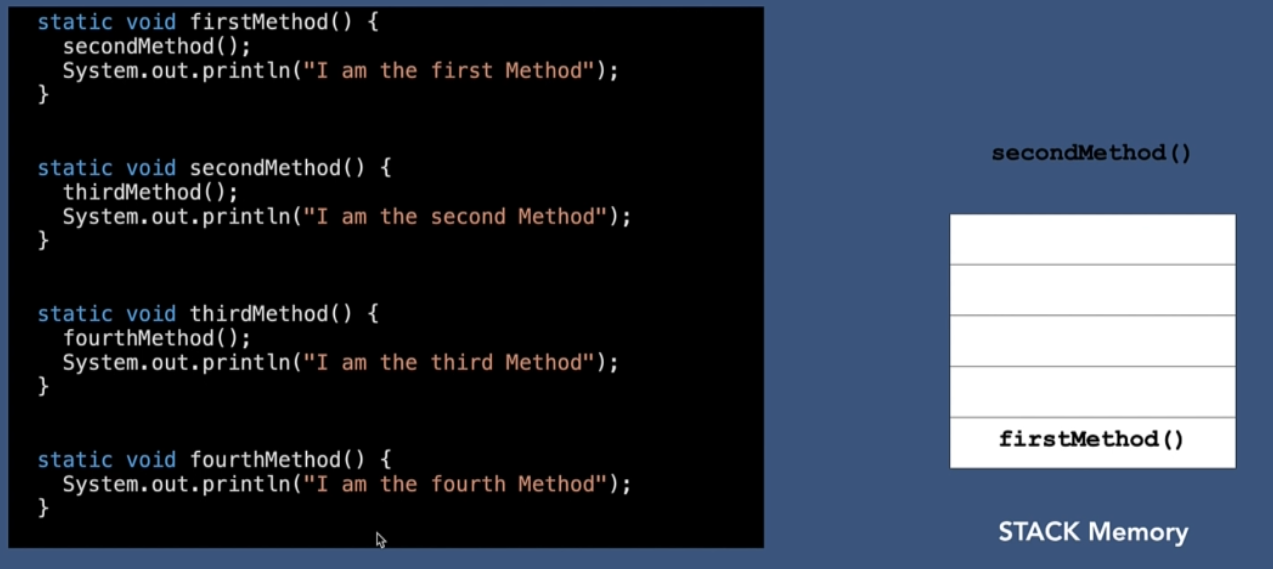 static void firstMethod() {
secondMethod();
System.out.println("I am the first Method");
}
static void secondMethod() {
thirdMethod();
System.out.println("I am the second Method");
}
static void thirdMethod() {
fourthMethod();
System.out.println("I am the third Method");
}
static void fourthMethod() {
System.out.println("I am the fourth Method");
}
secondMethod()
firstMethod()
STACK Memory